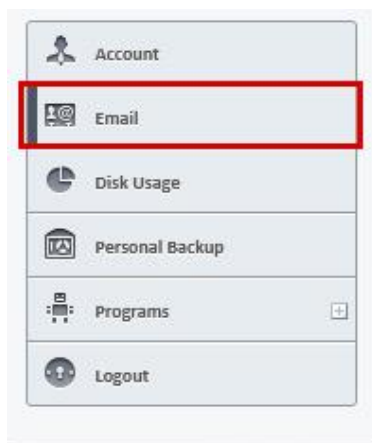 Account
Email
Disk Usage
Personal Backup
Programs
Logout